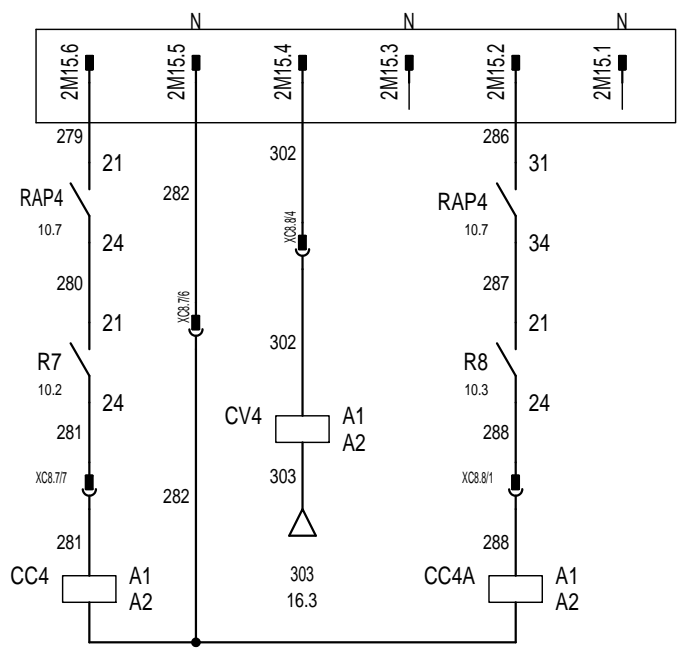 N N N
2M15.6 2M15.5 2M15.4 2M15.3 2M15.2 2M15.1
279 286
302
21 31
282
RAP4 RAP4
XC8.8/4
10.7 10.7
24 34
280 287
XC8.7/6
21 21
302
R7 R8
10.2 10.3
24 24
CV4 A1
281 288
A2
XC8.7/7 303 XC8.8/1
282
281 288
CC4 A1 303 CC4A A1
A2 16.3 A2